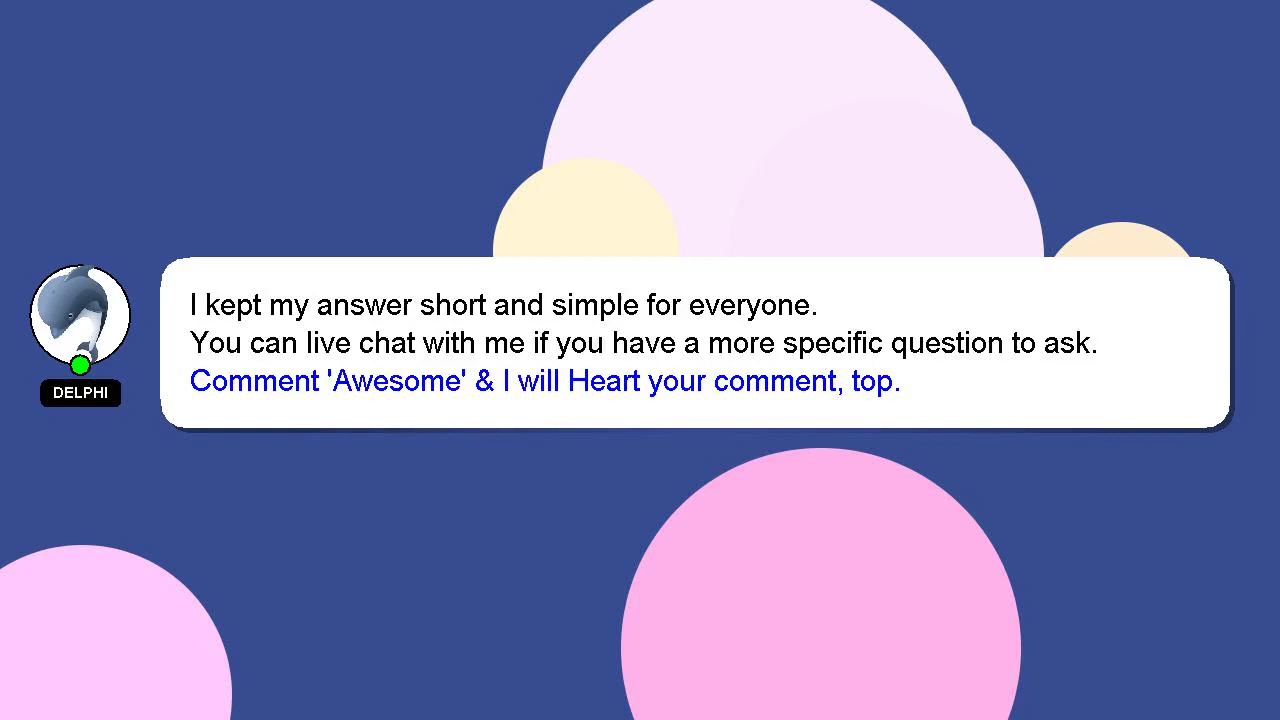 I kept my answer short and simple for everyone.
You can live chat with me if you have a more specific question to ask.
Comment 'Awesome' & I will Heart your comment, top.
DELPHI